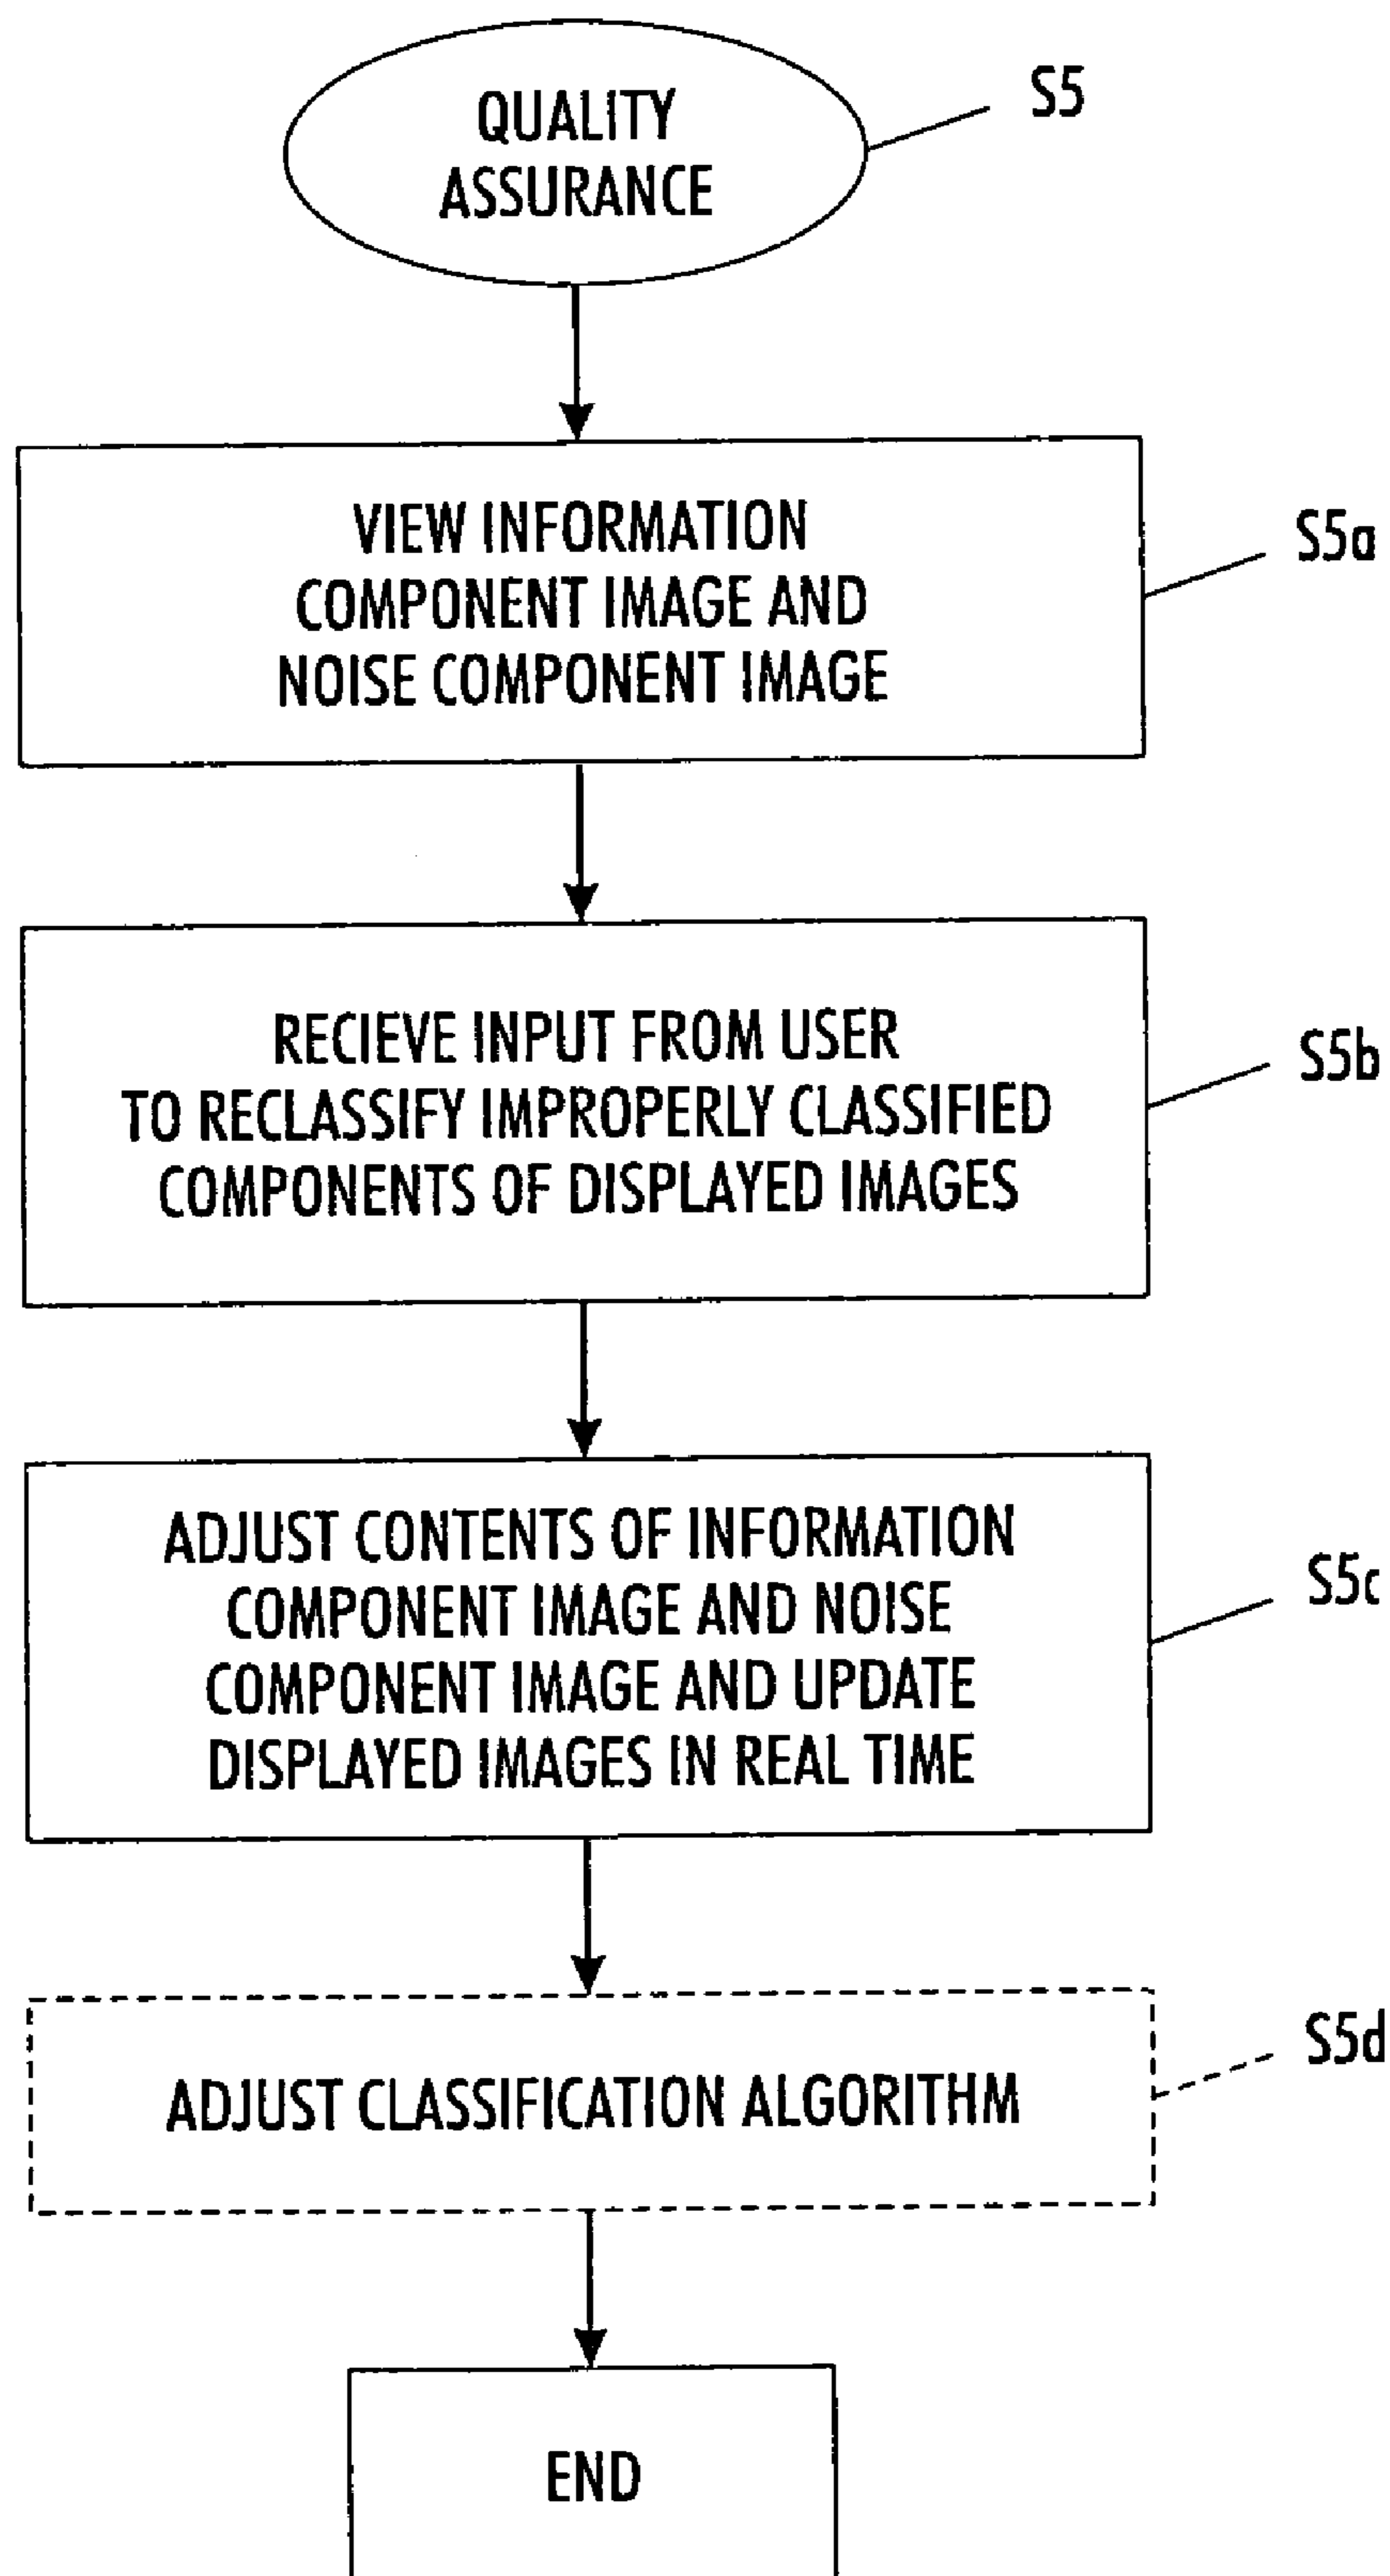 QUALITY
ASSURANCE
S5
VIEW INFORMATION
COMPONENT IMAGE AND
NOISE COMPONENT IMAGE
S5a
RECIEVE INPUT FROM USER
TO RECLASSIFY IMPROPERLY CLASSIFIED
COMPONENTS OF DISPLAYED IMAGES
S5b
ADJUST CONTENTS OF INFORMATION
COMPONENT IMAGE AND NOISE
COMPONENT IMAGE AND UPDATE
DISPLAYED IMAGES IN REAL TIME
S5c
ADJUST CLASSIFICATION ALGORITHM
S5d
END